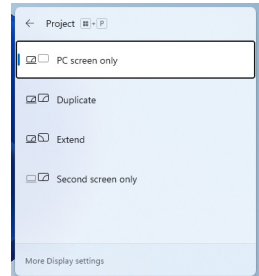 Project ⊞ + P
PC screen only
Duplicate
Extend
Second screen only
More Display settings